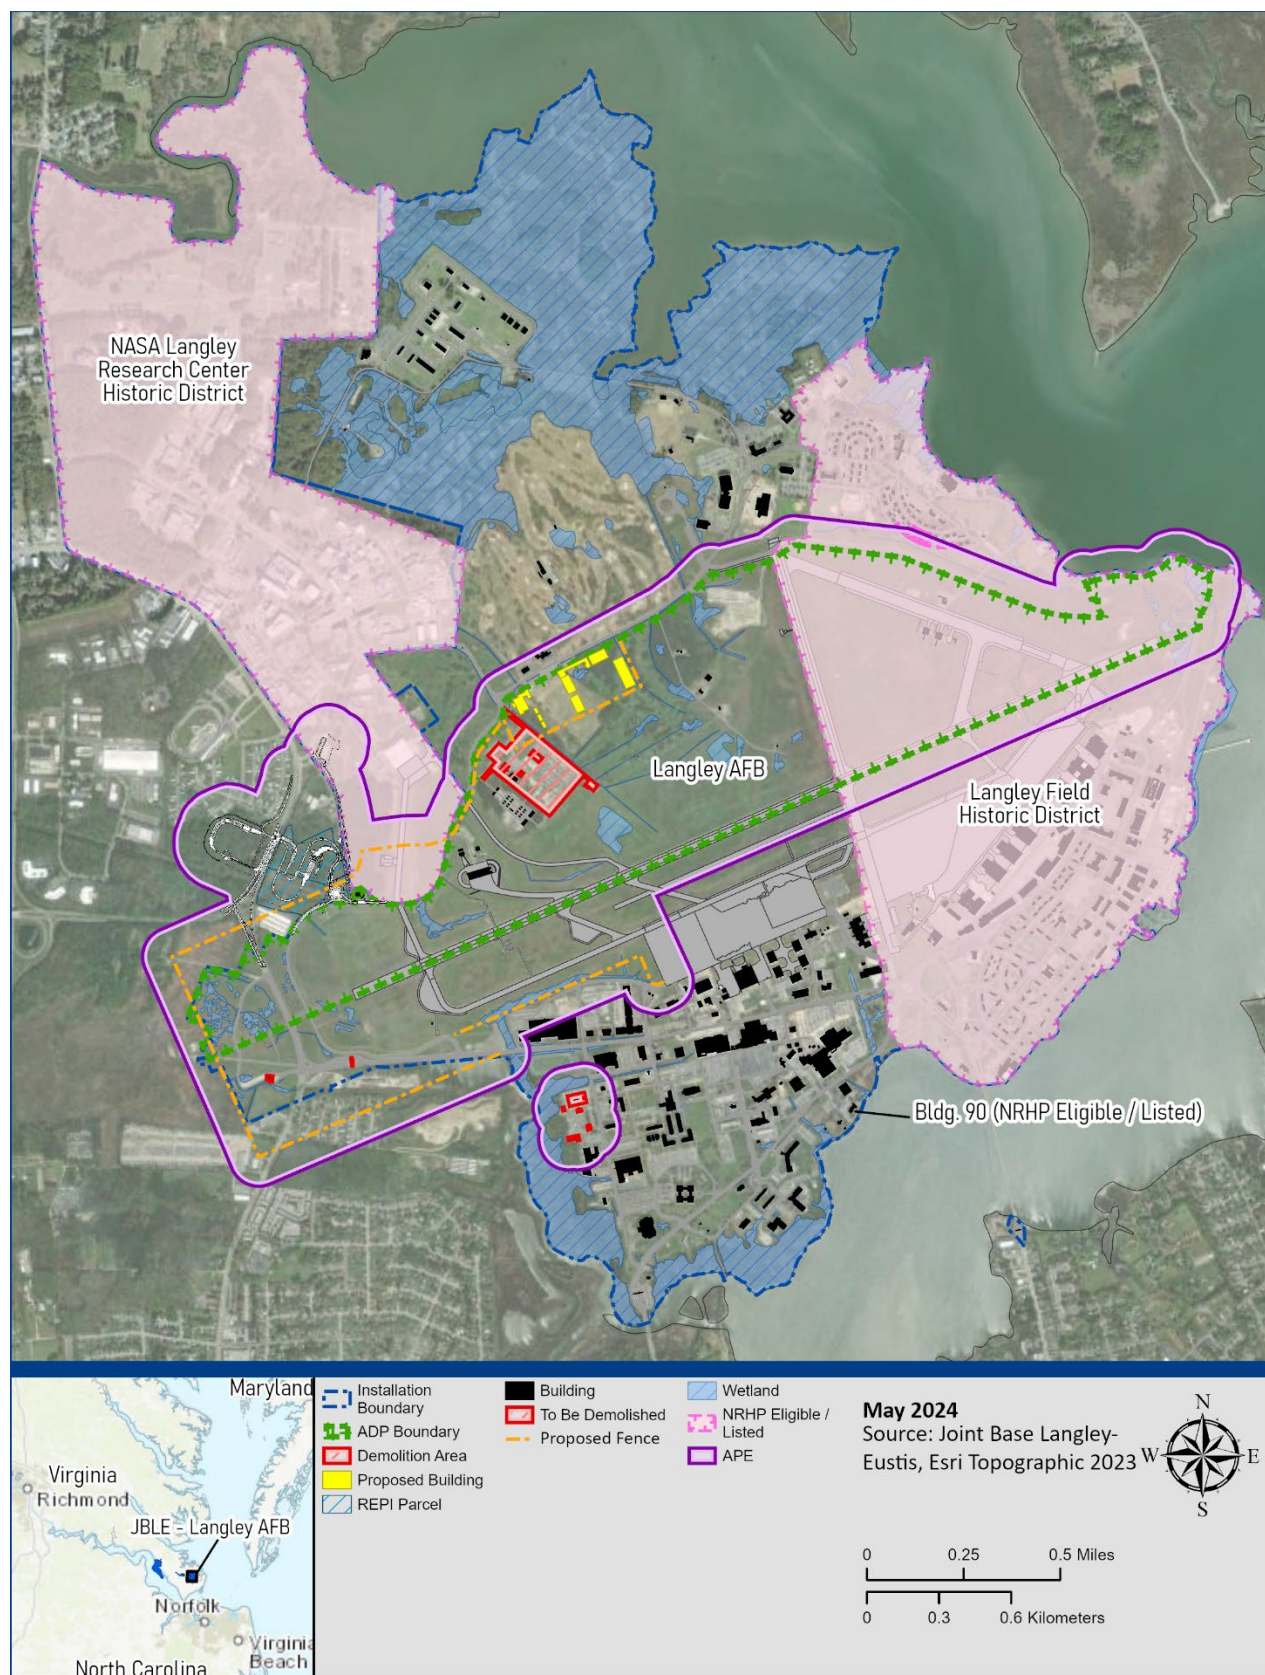 NASA Langley
Research Center
Historic District
Langley AFB
Langley Field
Historic District
Bldg. 90 (NRHP Eligible / Listed)
Maryland
Virginia
Richmond
JBLE - Langley AFB
Norfolk
Virginia
Beach
North Carolina
Installation
Boundary
ADP Boundary
Demolition Area
Proposed Building
REPI Parcel
Building
To Be Demolished
Proposed Fence
Wetland
NRHP Eligible /
Listed
APE
May 2024
Source: Joint Base Langley-
Eustis, Esri Topographic 2023
N
W
E
S
0 0.25 0.5 Miles
0 0.3 0.6 Kilometers